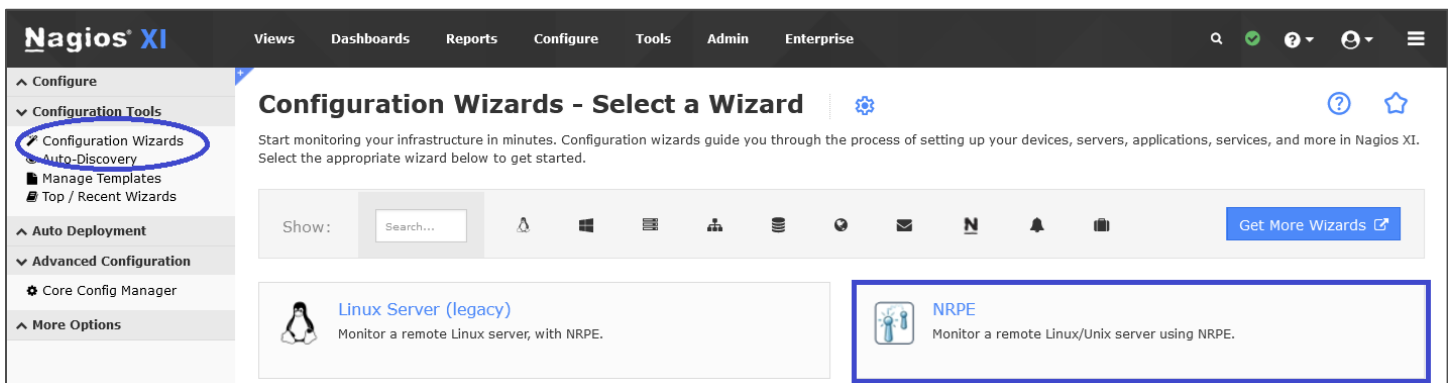 Nagios® XI
Views Dashboards Reports Configure Tools Admin Enterprise
Configure
Configuration Tools
Configuration Wizards
Auto-Discovery
Manage Templates
Top / Recent Wizards
Auto Deployment
Advanced Configuration
Core Config Manager
More Options
Configuration Wizards - Select a Wizard
Start monitoring your infrastructure in minutes. Configuration wizards guide you through the process of setting up your devices, servers, applications, services, and more in Nagios XI.
Select the appropriate wizard below to get started.
Show: Search... N Get More Wizards
Linux Server (legacy)
Monitor a remote Linux server, with NRPE.
NRPE
Monitor a remote Linux/Unix server using NRPE.